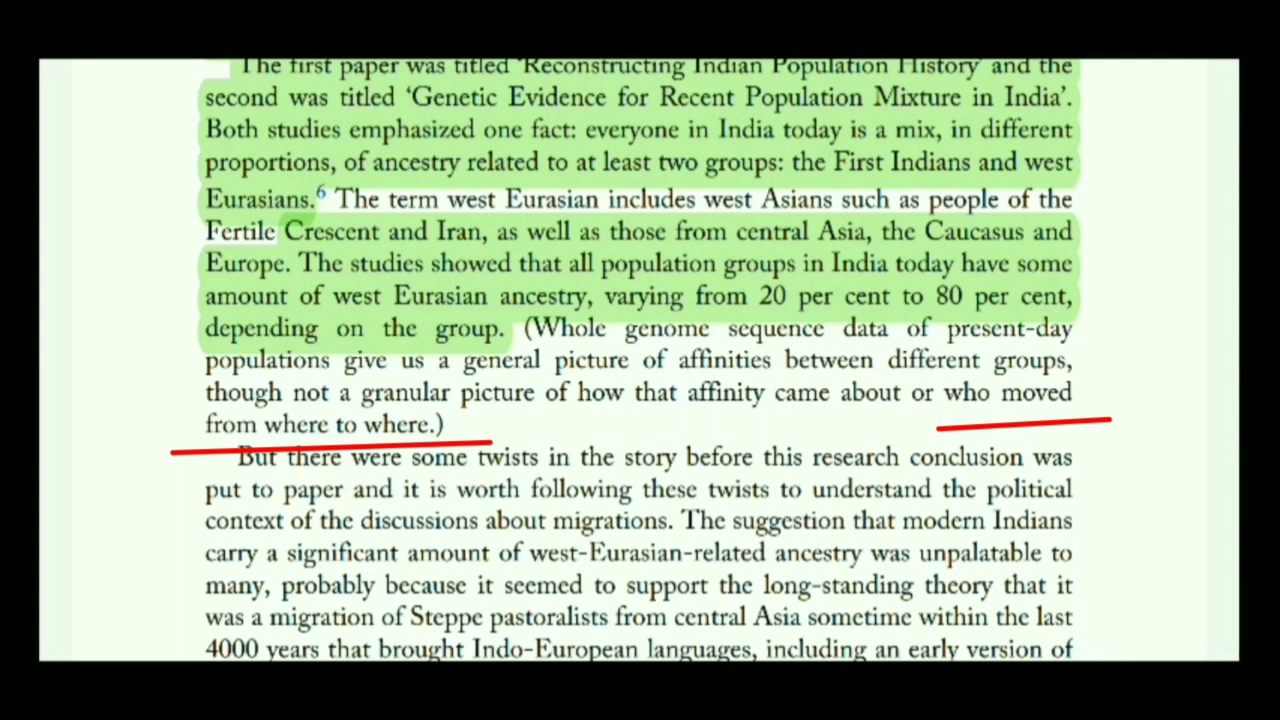 The first paper was titled ‘Reconstructing Indian Population History’ and the
second was titled ‘Genetic Evidence for Recent Population Mixture in India’.
Both studies emphasized one fact: everyone in India today is a mix, in different
proportions, of ancestry related to at least two groups: the First Indians and west
Eurasians.6 The term west Eurasian includes west Asians such as people of the
Fertile Crescent and Iran, as well as those from central Asia, the Caucasus and
Europe. The studies showed that all population groups in India today have some
amount of west Eurasian ancestry, varying from 20 per cent to 80 per cent,
depending on the group. (Whole genome sequence data of present-day
populations give us a general picture of affinities between different groups,
though not a granular picture of how that affinity came about or who moved
from where to where.)
But there were some twists in the story before this research conclusion was
put to paper and it is worth following these twists to understand the political
context of the discussions about migrations. The suggestion that modern Indians
carry a significant amount of west-Eurasian-related ancestry was unpalatable to
many, probably because it seemed to support the long-standing theory that it
was a migration of Steppe pastoralists from central Asia sometime within the last
4000 years that brought Indo-European languages, including an early version of